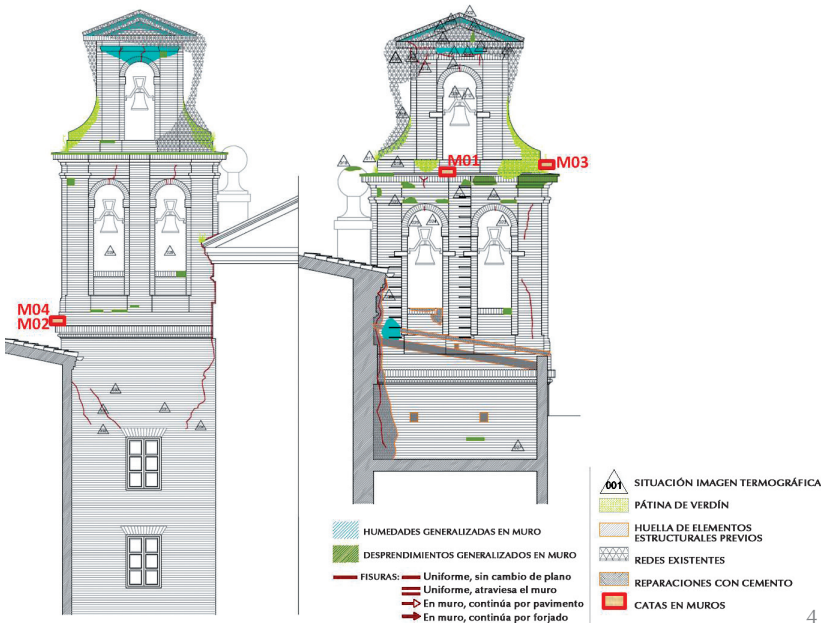 M01
M03
M04
M02
HUMEDADES GENERALIZADAS EN MURO
DESPRENDIMIENTOS GENERALIZADOS EN MURO
FISURAS:
Uniforme, sin cambio de plano
Uniforme, atraviesa el muro
En muro, continúa por pavimento
En muro, continúa por forjado
001 SITUACIÓN IMAGEN TERMOGRÁFICA
PÁTINA DE VERDÍN
HUELLA DE ELEMENTOS
ESTRUCTURALES PREVIOS
REDES EXISTENTES
REPARACIONES CON CEMENTO
CATAS EN MUROS
4